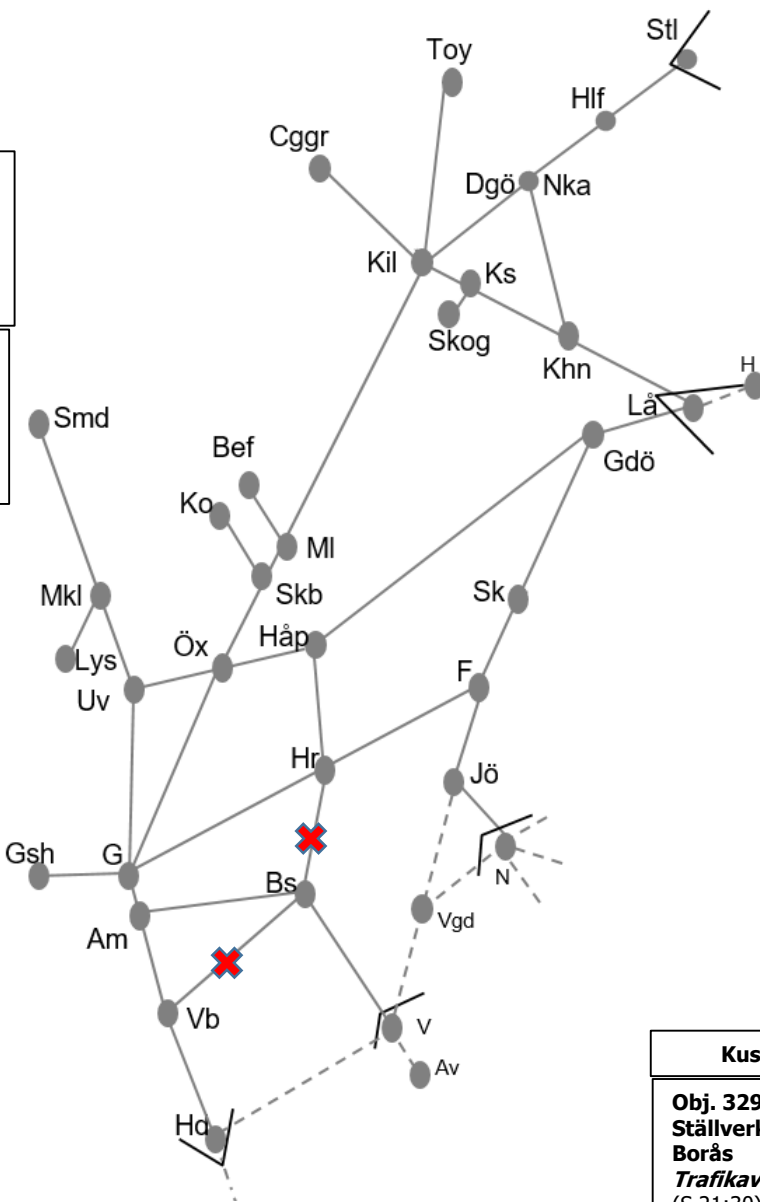 Stl
Toy
Hlf
Cggr
Dgö Nka
Kil
Ks
Skog
Khn
H
Lå
Gdö
Smd
Bef
Ko
Ml
Skb
Mkl
Sk
Öx
Håp
Lys
Uv
F
Hr
Jö
Gsh
G
Bs
N
Am
Vgd
Vb
V
Av
Hd
Kus
Obj. 329
Ställverk
Borås
Trafikav